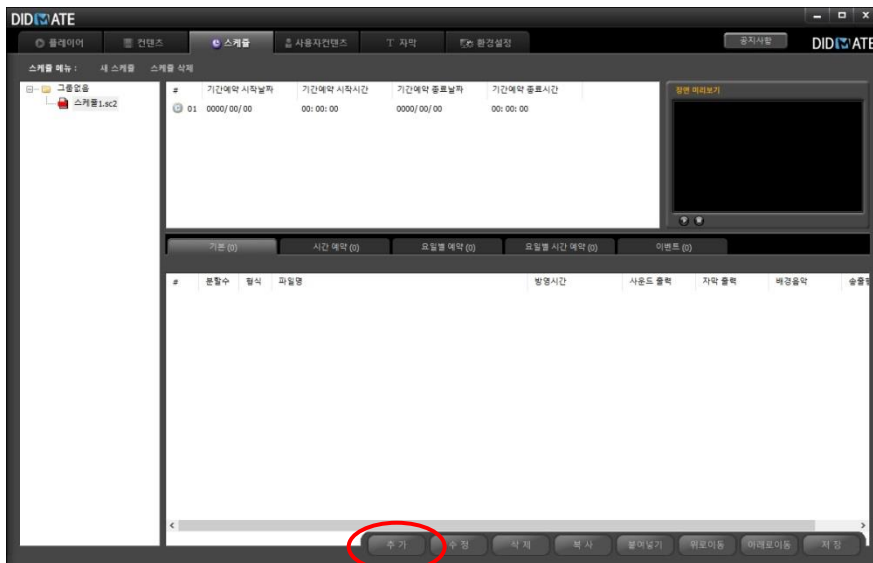 DIDMATE
플레이어 컨텐츠 스케줄 사용자컨텐츠 T 자막 환경설정 공지사항 DIDMATE
스케줄 메뉴 : 새 스케줄 스케줄 삭제
그룹없음
스케줄1.sc2
# 기간예약 시작날짜 기간예약 시작시간 기간예약 종료날짜 기간예약 종료시간
01 0000/00/00 00: 00: 00 0000/00/00 00: 00: 00
장면 미리보기
기본 (0) 시간 예약 (0) 요일별 예약 (0) 요일별 시간 예약 (0) 이벤트 (0)
# 분할수 형식 파일명 방영시간 사운드 출력 자막 출력 배경음악
추 가 수 정 삭 제 복 사 붙여넣기 위로이동 아래로이동 저 장